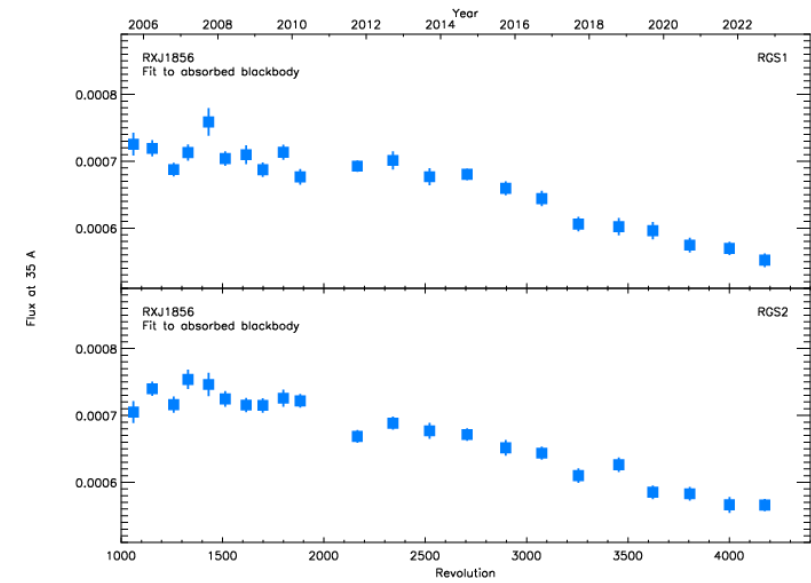 Year
2006 2008 2010 2012 2014 2016 2018 2020 2022
RXJ1856 RGS1
Fit to absorbed blackbody
0.0008
0.0007
0.0006
Flux at 35 A
RXJ1856 RGS2
Fit to absorbed blackbody
0.0008
0.0007
0.0006
1000 1500 2000 2500 3000 3500 4000
Revolution